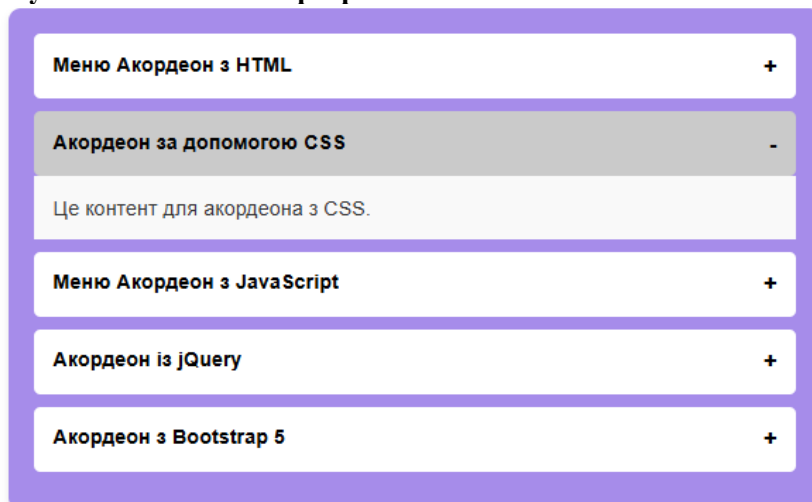 Меню Акордеон з HTML +
Акордеон за допомогою CSS -
Це контент для акордеона з CSS.
Меню Акордеон з JavaScript +
Акордеон із jQuery +
Акордеон з Bootstrap 5 +